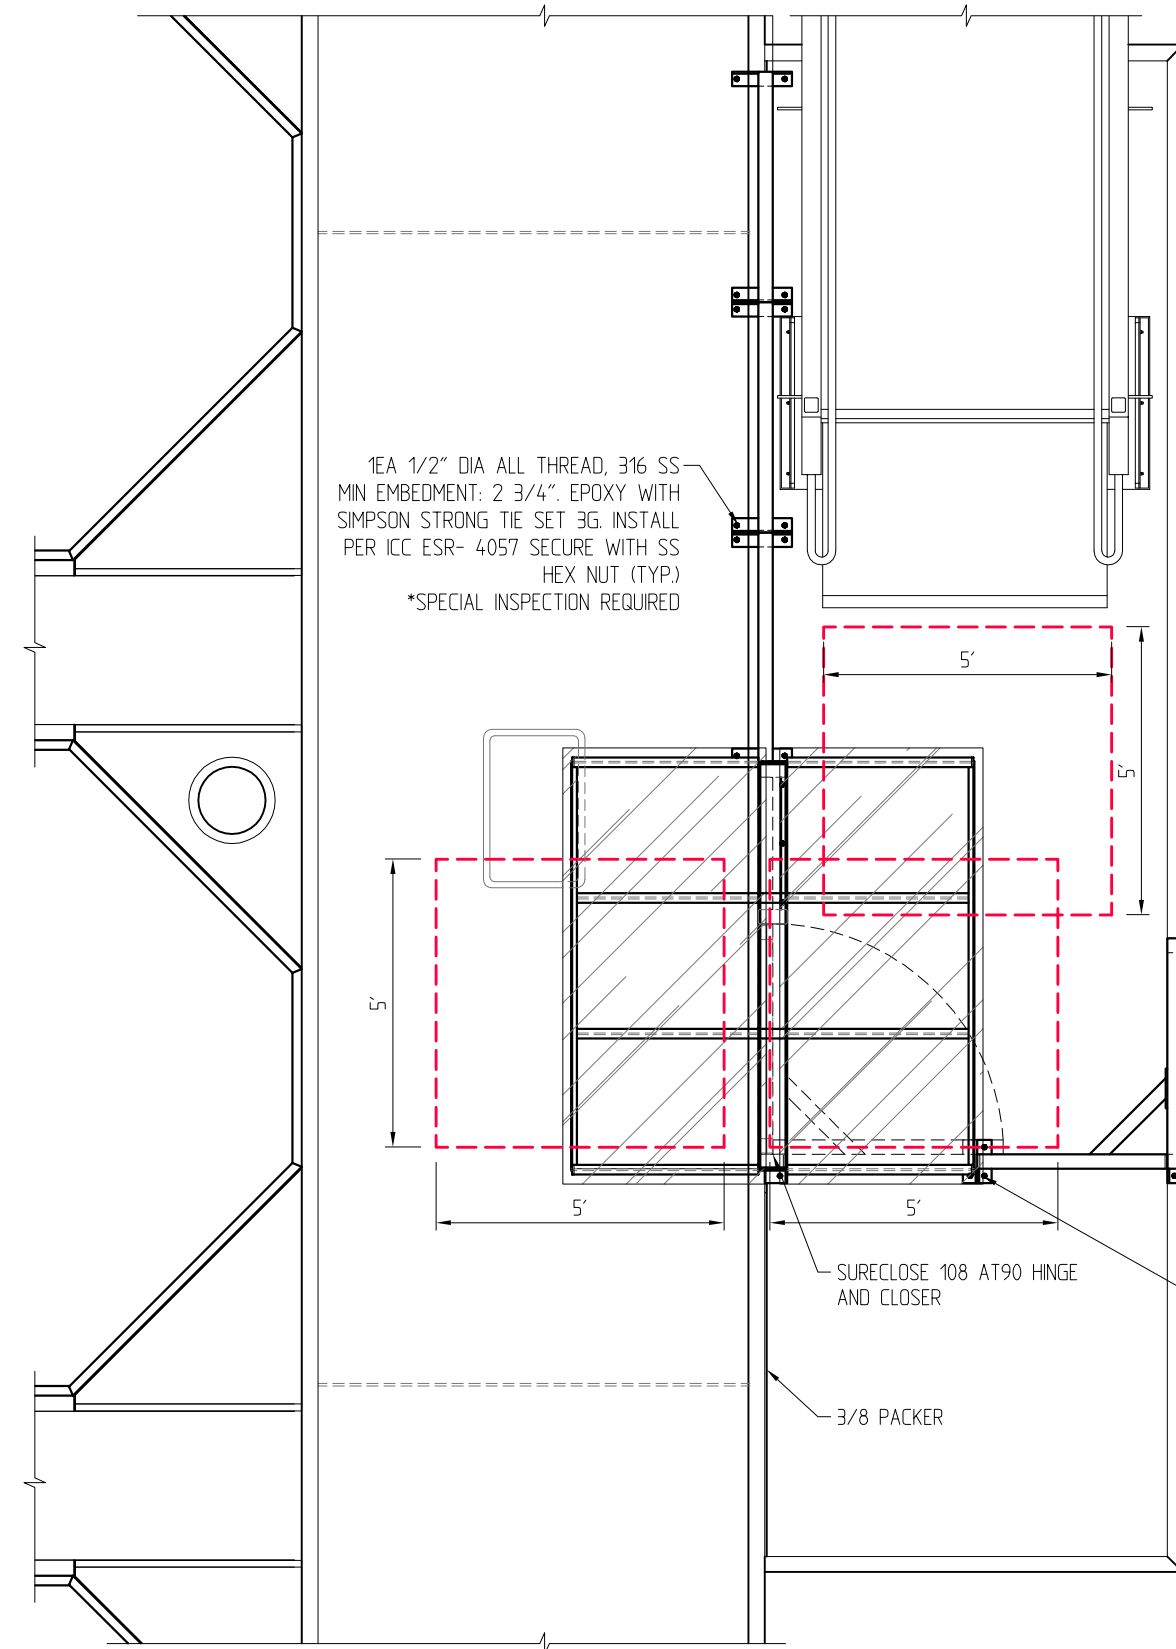 1EA 1/2" DIA ALL THREAD, 316 SS
MIN EMBEDMENT: 2 3/4". EPOXY WITH
SIMPSON STRONG TIE SET 3G. INSTALL
PER ICC ESR- 4057 SECURE WITH SS
HEX NUT (TYP.)
*SPECIAL INSPECTION REQUIRED
5'
5'
5'
5'
5'
SURECLOSE 108 AT90 HINGE
AND CLOSER
3/8 PACKER